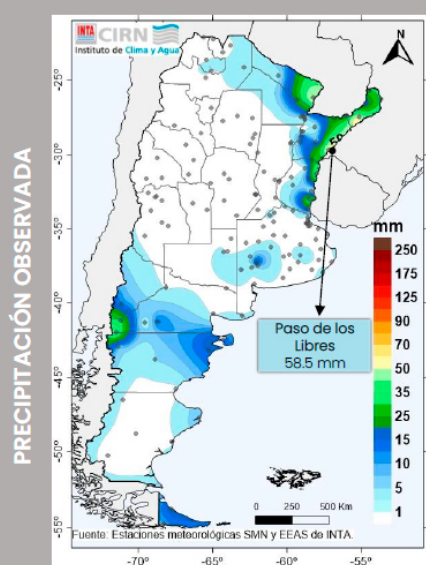 PRECIPITACIÓN OBSERVADA
INTA CIRN
Instituto de Clima y Agua
N
-25°
-30°
-35°
-40°
-45°
-50°
-55°
50
mm
250
175
125
90
70
50
35
25
15
10
5
1
Paso de los
Libres
58.5 mm
0 250 500 Km
Fuente: Estaciones meteorológicas SMN y EEAS de INTA.
-70° -65° -60° -55°